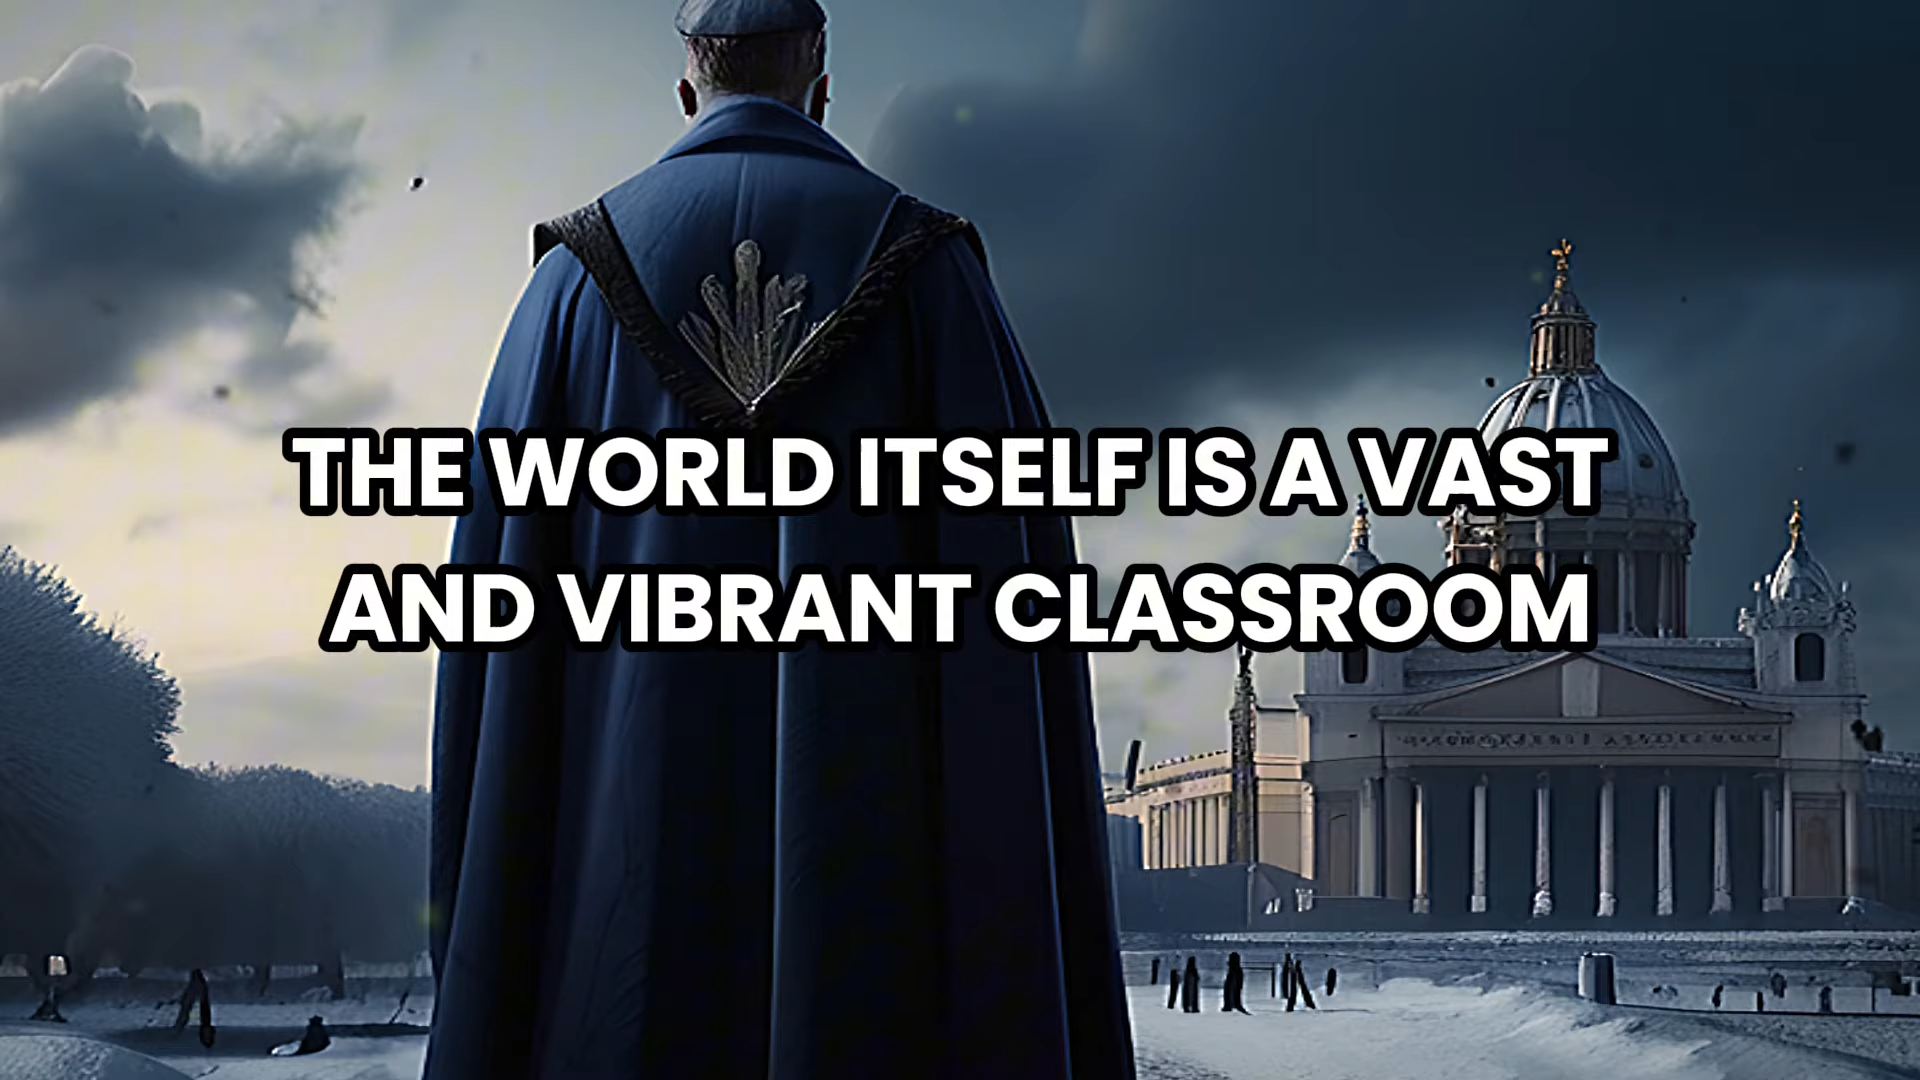 THE WORLD ITSELF IS A VAST
AND VIBRANT CLASSROOM